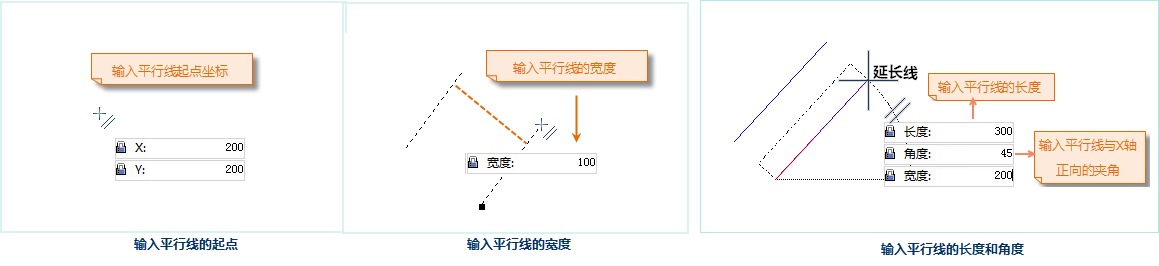 输入平行线起点坐标
X: 200
Y: 200
输入平行线的起点
输入平行线的宽度
宽度: 100
输入平行线的宽度
延长线
输入平行线的长度
长度: 300
角度: 45
宽度: 200
输入平行线与X轴
正向的夹角
输入平行线的长度和角度